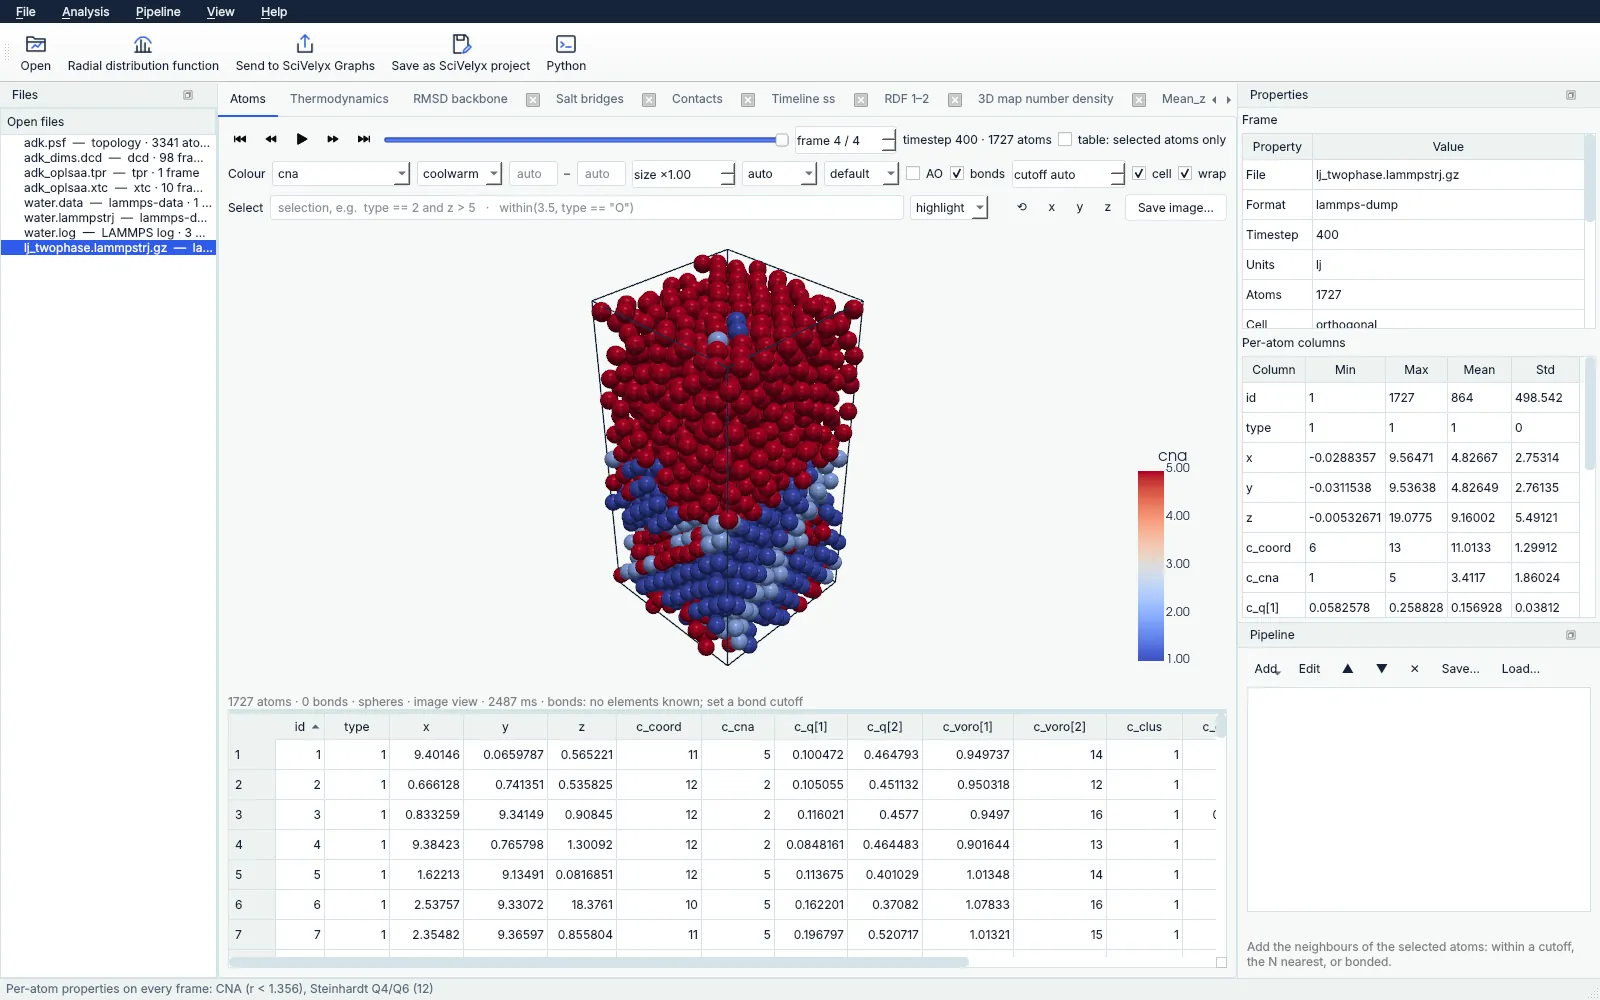 File Analysis Pipeline View Help
Open Radial distribution function Send to SciVelyx Graphs Save as SciVelyx project Python
Files
Open files
adk.psf — topology · 3341 ato...
adk_dims.dcd — dcd · 98 fra...
adk_oplsaa.tpr — tpr · 1 frame
adk_oplsaa.xtc — xtc · 10 fra...
water.data — lammps-data · 1 ...
water.lammpstrj — lammps-d...
water.log — LAMMPS log · 3 ...
lj_twophase.lammpstrj.gz — la...
Atoms Thermodynamics RMSD backbone Salt bridges Contacts Timeline ss RDF 1–2 3D map number density Mean_z
frame 4 / 4 timestep 400 · 1727 atoms table: selected atoms only
Colour cna coolwarm auto – auto size ×1.00 auto default AO bonds cutoff auto cell wrap
Select selection, e.g. type == 2 and z > 5 · within(3.5, type == "O") highlight x y z Save image...
cna
5.00
4.00
3.00
2.00
1.00
1727 atoms · 0 bonds · spheres · image view · 2487 ms · bonds: no elements known; set a bond cutoff
id type x y z c_coord c_cna c_q[1] c_q[2] c_voro[1] c_voro[2] c_clus c_
1 1 1 9.40146 0.0659787 0.565221 11 5 0.100472 0.464793 0.949737 14 1
2 2 1 0.666128 0.741351 0.535825 12 2 0.105055 0.451132 0.950318 12 1
3 3 1 0.833259 9.34149 0.90845 12 2 0.116021 0.4577 0.9497 16 1
4 4 1 9.38423 0.765798 1.30092 12 2 0.0848161 0.464483 0.901644 13 1
5 5 1 1.62213 9.13491 0.0816851 12 5 0.113675 0.401029 1.01348 14 1
6 6 1 2.53757 9.33072 18.3761 10 5 0.162201 0.37082 1.07833 16 1
7 7 1 2.35482 9.36597 0.855804 11 5 0.196797 0.520717 1.01321 15 1
Properties
Frame
Property Value
File lj_twophase.lammpstrj.gz
Format lammps-dump
Timestep 400
Units lj
Atoms 1727
Cell orthogonal
Per-atom columns
Column Min Max Mean Std
id 1 1727 864 498.542
type 1 1 1 0
x -0.0288357 9.56471 4.82667 2.75314
y -0.0311538 9.53638 4.82649 2.76135
z -0.00532671 19.0775 9.16002 5.49121
c_coord 6 13 11.0133 1.29912
c_cna 1 5 3.4117 1.86024
c_q[1] 0.0582578 0.258828 0.156928 0.03812
Pipeline
Add Edit ▲ ▼ × Save... Load...
Add the neighbours of the selected atoms: within a cutoff,
the N nearest, or bonded.
Per-atom properties on every frame: CNA (r < 1.356), Steinhardt Q4/Q6 (12)